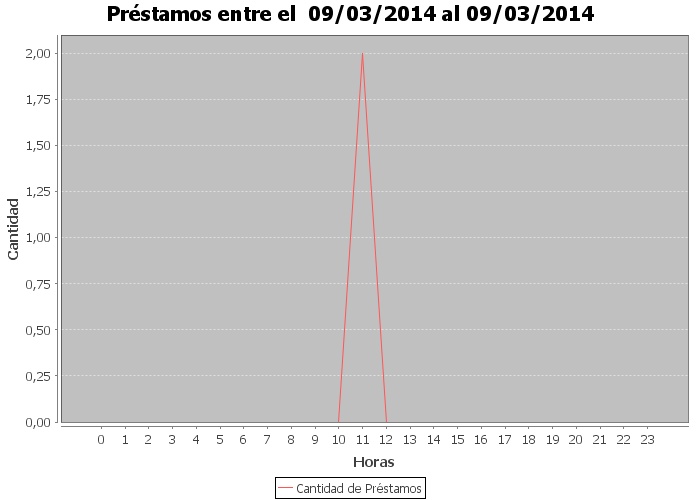 Préstamos entre el  09/03/2014 al 09/03/2014
Cantidad
2,00
1,75
1,50
1,25
1,00
0,75
0,50
0,25
0,00
0 1 2 3 4 5 6 7 8 9 10 11 12 13 14 15 16 17 18 19 20 21 22 23
Horas
Cantidad de Préstamos